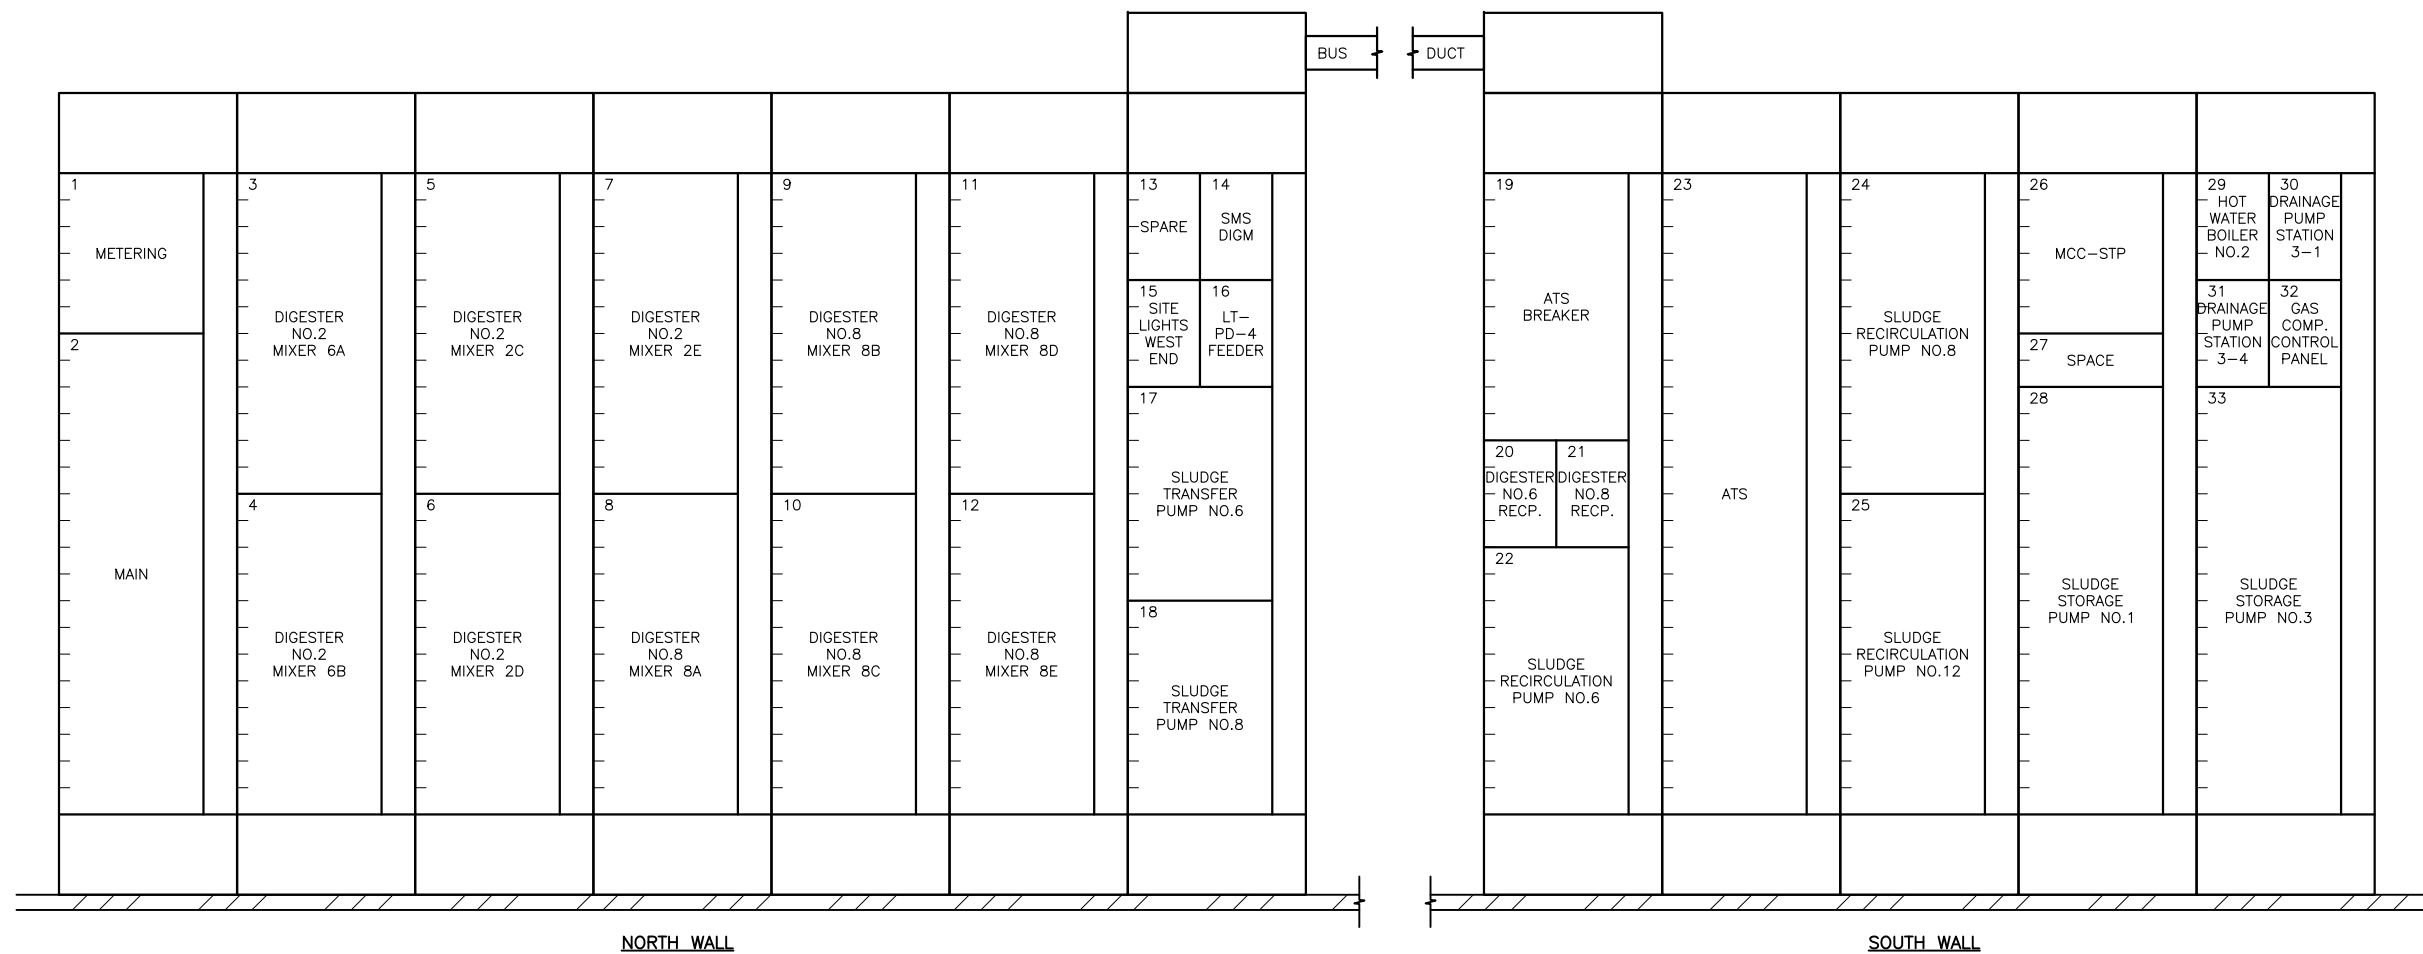 BUS
DUCT
1
METERING
2
MAIN
3
DIGESTER
NO.2
MIXER 6A
4
DIGESTER
NO.2
MIXER 6B
5
DIGESTER
NO.2
MIXER 2C
6
DIGESTER
NO.2
MIXER 2D
7
DIGESTER
NO.2
MIXER 2E
8
DIGESTER
NO.8
MIXER 8A
9
DIGESTER
NO.8
MIXER 8B
10
DIGESTER
NO.8
MIXER 8C
11
DIGESTER
NO.8
MIXER 8D
12
DIGESTER
NO.8
MIXER 8E
13
SPARE
14
SMS
DIGM
15
SITE
LIGHTS
WEST
END
16
LT-
PD-4
FEEDER
17
SLUDGE
TRANSFER
PUMP NO.6
18
SLUDGE
TRANSFER
PUMP NO.8
19
ATS
BREAKER
20
DIGESTER
NO.6
RECP.
21
DIGESTER
NO.8
RECP.
22
SLUDGE
RECIRCULATION
PUMP NO.6
23
ATS
24
SLUDGE
RECIRCULATION
PUMP NO.8
25
SLUDGE
RECIRCULATION
PUMP NO.12
26
MCC-STP
27
SPACE
28
SLUDGE
STORAGE
PUMP NO.1
29
HOT
WATER
BOILER
NO.2
30
DRAINAGE
PUMP
STATION
3-1
31
DRAINAGE
PUMP
STATION
3-4
32
GAS
COMP.
CONTROL
PANEL
33
SLUDGE
STORAGE
PUMP NO.3
NORTH WALL
SOUTH WALL